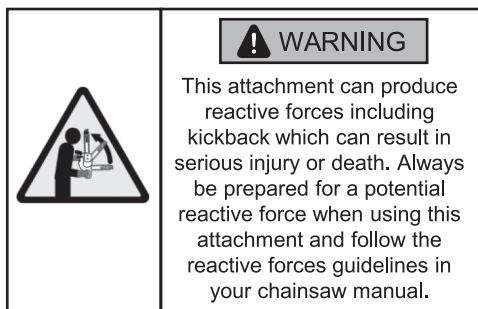 WARNING
This attachment can produce
reactive forces including
kickback which can result in
serious injury or death. Always
be prepared for a potential
reactive force when using this
attachment and follow the
reactive forces guidelines in
your chainsaw manual.